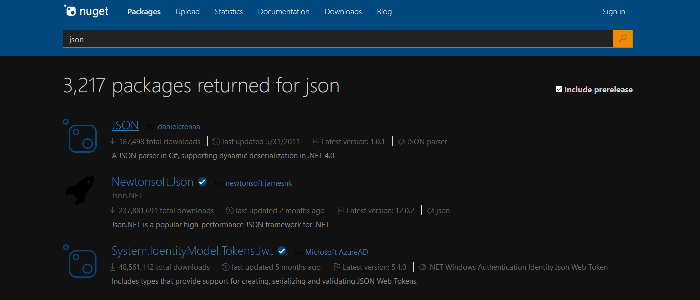 nuget Packages Upload Statistics Documentation Downloads Blog Sign in
json
3,217 packages returned for json
Include prerelease
JSON by danielcrenna
187,498 total downloads last updated 5/31/2011 Latest version: 1.0.1 JSON parser
A JSON parser in C#, supporting dynamic deserialization in .NET 4.0
Newtonsoft.Json by newtonsoft jamesnk
Json.NET
237,881,691 total downloads last updated 2 months ago Latest version: 12.0.2 json
Json.NET is a popular high-performance JSON framework for .NET
System.IdentityModel.Tokens.Jwt by Microsoft AzureAD
48,561,112 total downloads last updated 5 months ago Latest version: 5.4.0 .NET Windows Authentication Identity Json Web Token
Includes types that provide support for creating, serializing and validating JSON Web Tokens.